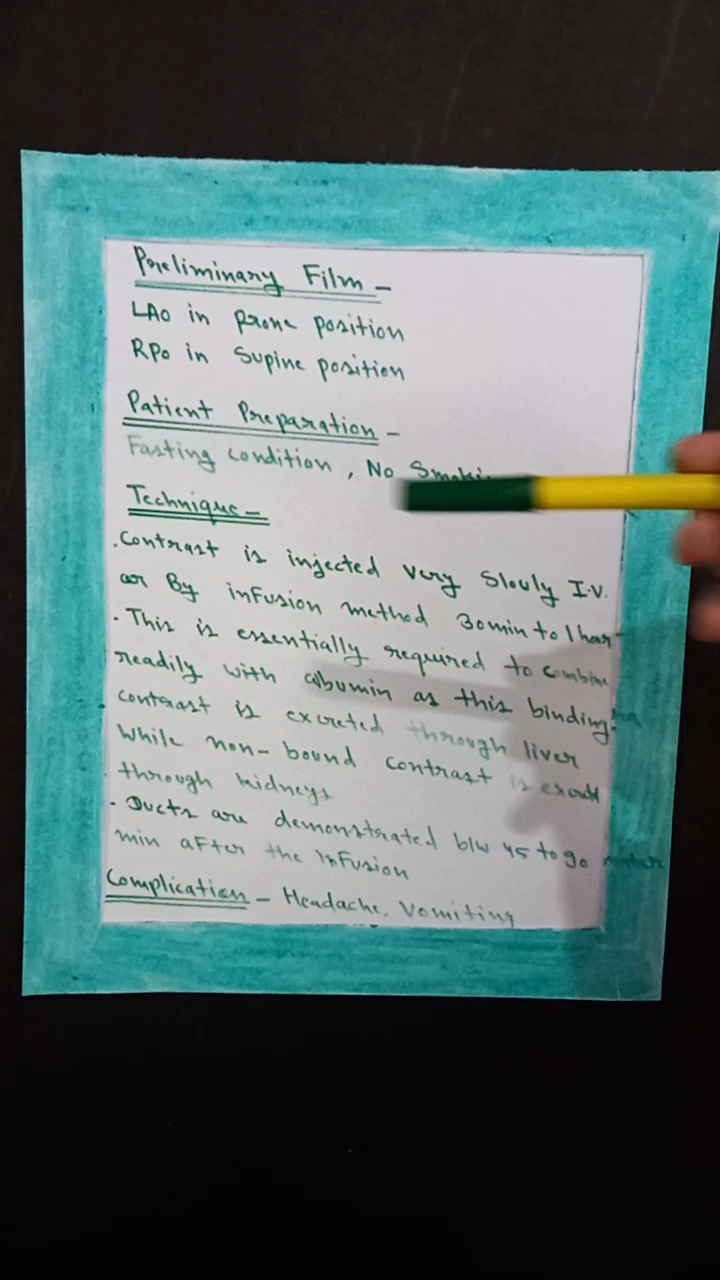 Preliminary Film -
LAO in prone position
RPO in supine position
Patient Preparation -
Fasting condition, No
Technique -
. Contrast is injected very slowly I.V.
or By inFusion method 30min to 1 hour
. This is essentially required to combine
readily with albumin as this binding
contrast is excreted through liver
While non-bound contrast is
through kidneys
. Ducts are demonstrated b/w 45 to 90
min aFter the inFusion
Complication - Headache, Vomiting